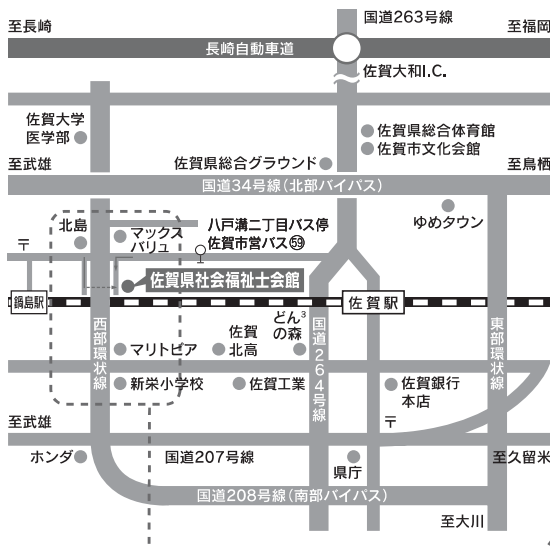 国道263号線
至長崎
至福岡
長崎自動車道
佐賀大和I.C.
佐賀大学
医学部
佐賀県総合体育館
佐賀市文化会館
至武雄
佐賀県総合グラウンド
至鳥栖
国道34号線(北部バイパス)
北島
マックス
バリュ
八戸溝二丁目バス停
佐賀市営バス㊾
ゆめタウン
〒
佐賀県社会福祉士会館
鍋島駅
佐賀駅
西部環状線
どん3
の森
佐賀
北高
国道264号線
東部環状線
マリトピア
新栄小学校
佐賀工業
佐賀銀行
本店
至武雄
〒
ホンダ
国道207号線
県庁
至久留米
国道208号線(南部バイパス)
至大川